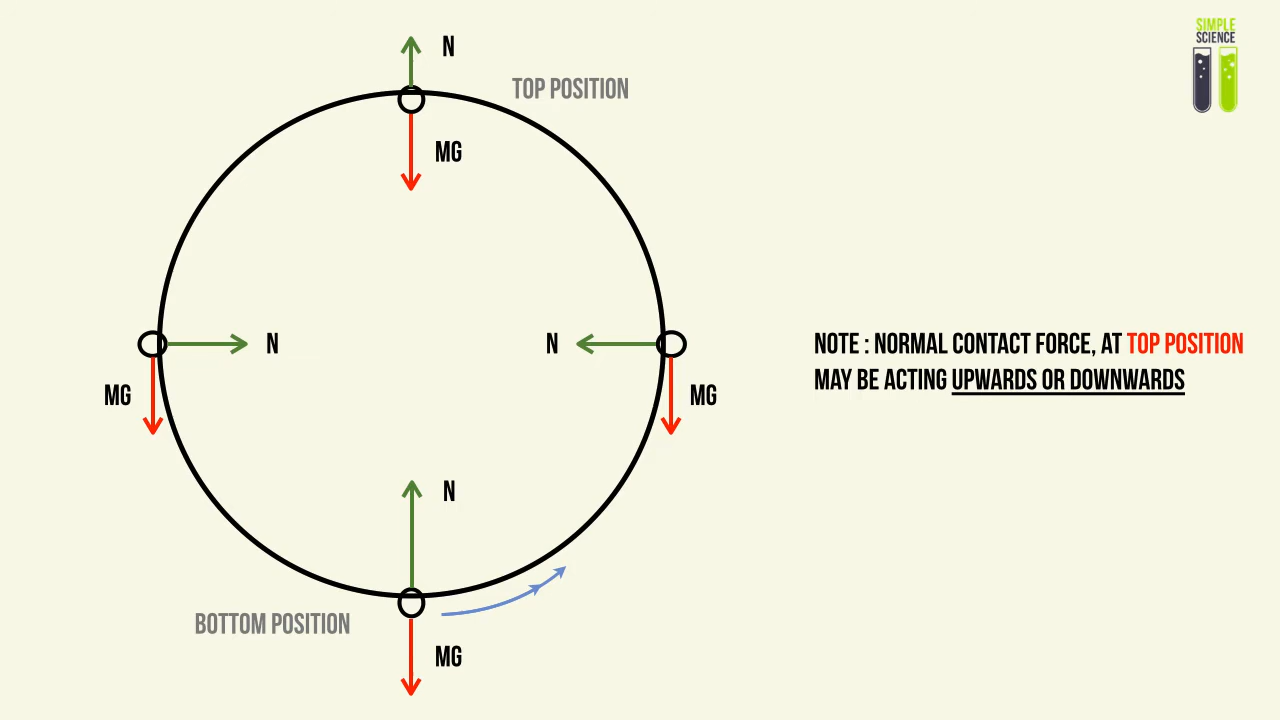 SIMPLE
SCIENCE
N
TOP POSITION
MG
N
N
NOTE : NORMAL CONTACT FORCE, AT TOP POSITION
MAY BE ACTING UPWARDS OR DOWNWARDS
MG
MG
N
BOTTOM POSITION
MG